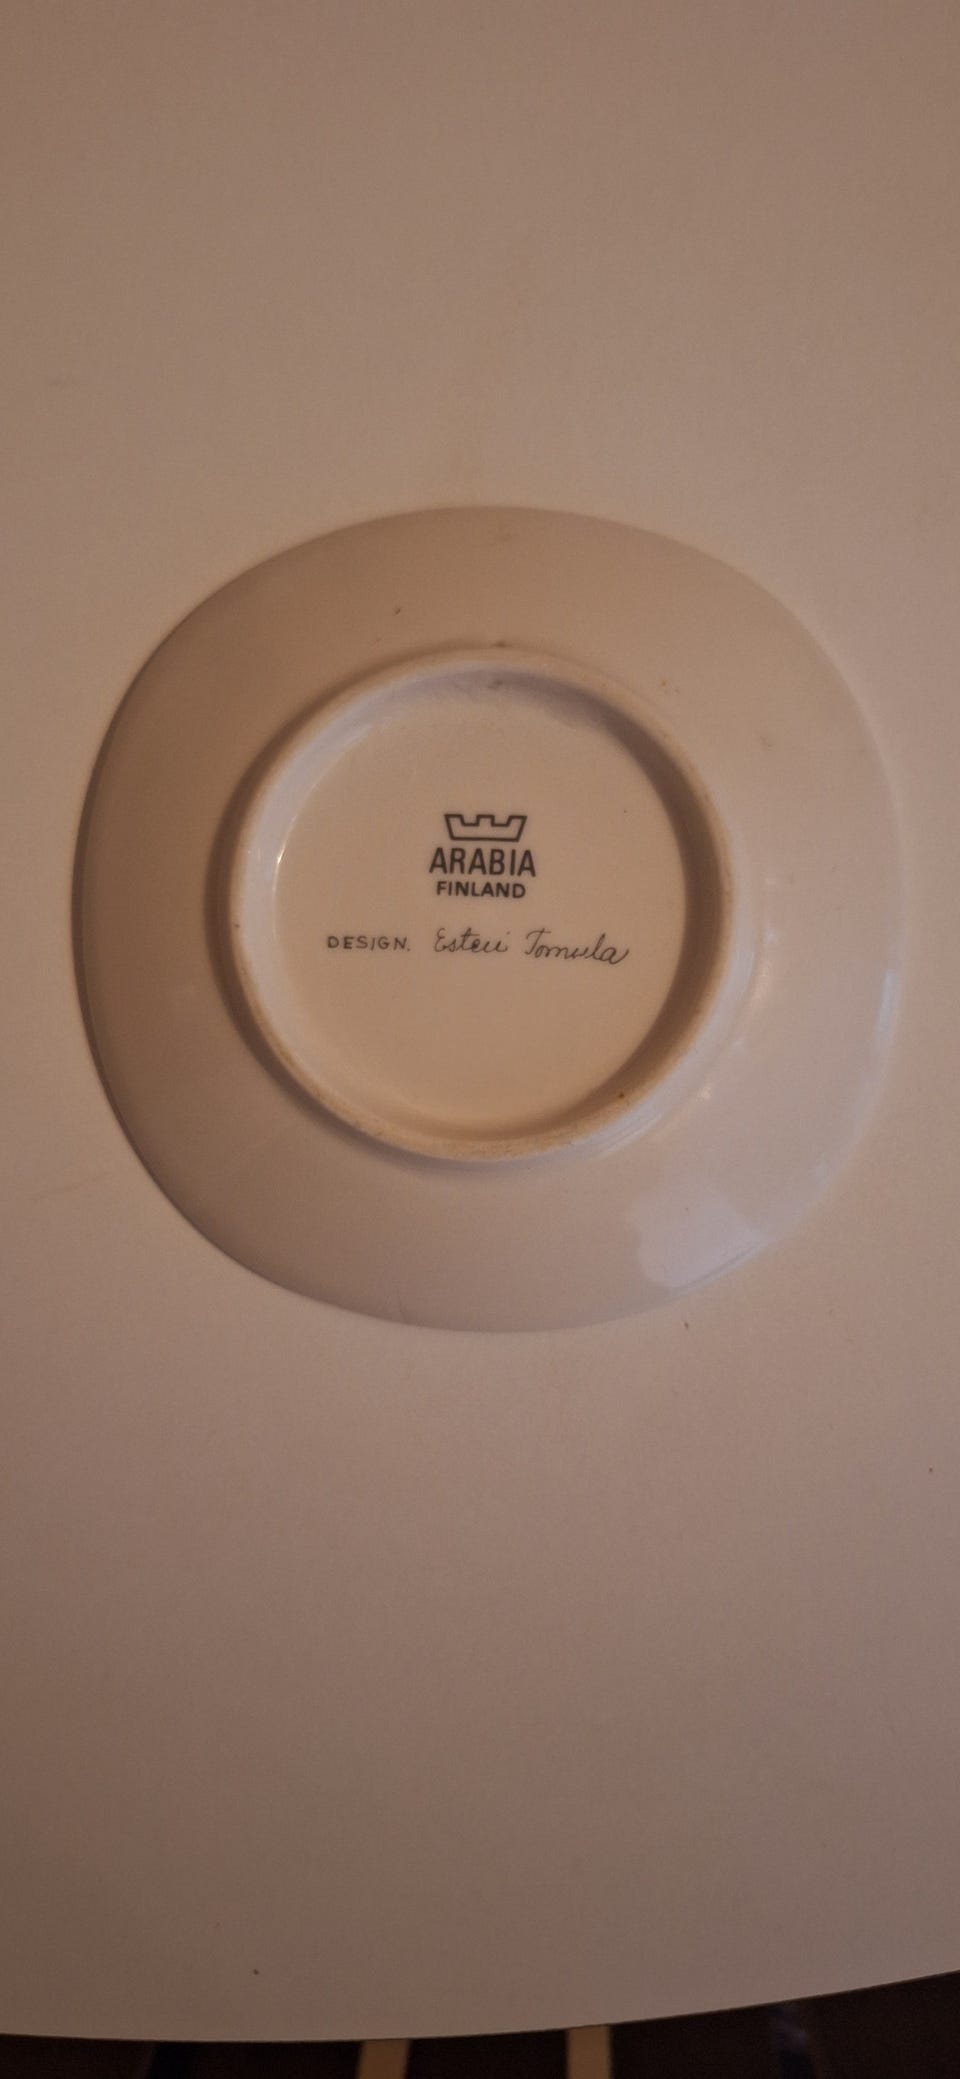 ARABIA
FINLAND
DESIGN. Esteri Tomula